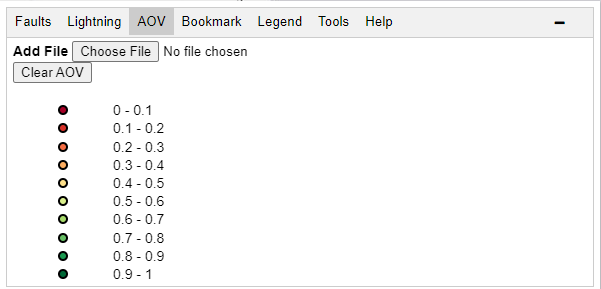 Faults Lightning AOV Bookmark Legend Tools Help
Add File Choose File No file chosen
Clear AOV
0 - 0.1
0.1 - 0.2
0.2 - 0.3
0.3 - 0.4
0.4 - 0.5
0.5 - 0.6
0.6 - 0.7
0.7 - 0.8
0.8 - 0.9
0.9 - 1